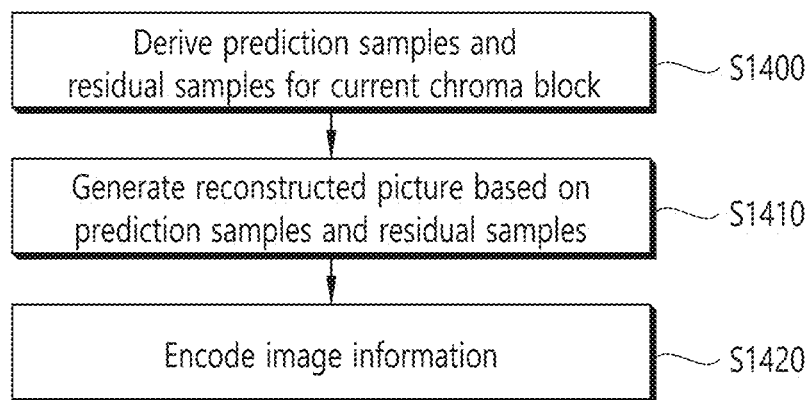 Derive prediction samples and
residual samples for current chroma block
S1400
Generate reconstructed picture based on
prediction samples and residual samples
S1410
Encode image information
S1420